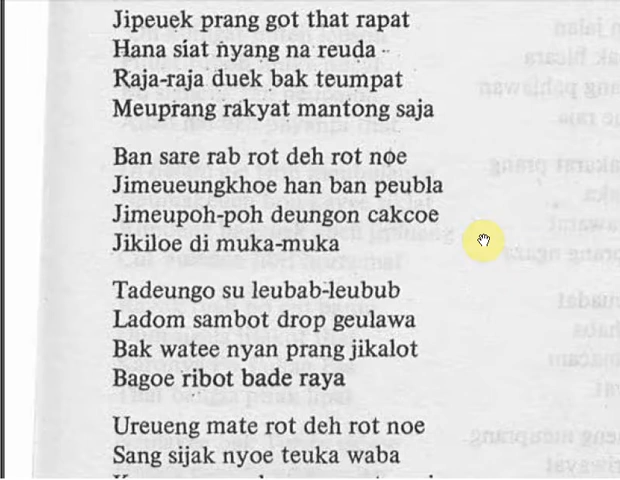 Jipeuek prang got that rapat
Hana siat nyang na reuda
Raja-raja duek bak teumpat
Meuprang rakyat mantong saja
Ban sare rab rot deh rot noe
Jimeueungkhoe han ban peubla
Jimeupoh-poh deungon cakcoe
Jikiloe di muka-muka
Tadeungo su leubab-leubub
Ladom sambot drop geulawa
Bak watee nyan prang jikalot
Bagoe ribot bade raya
Ureueng mate rot deh rot noe
Sang sijak nyoe teuka waba